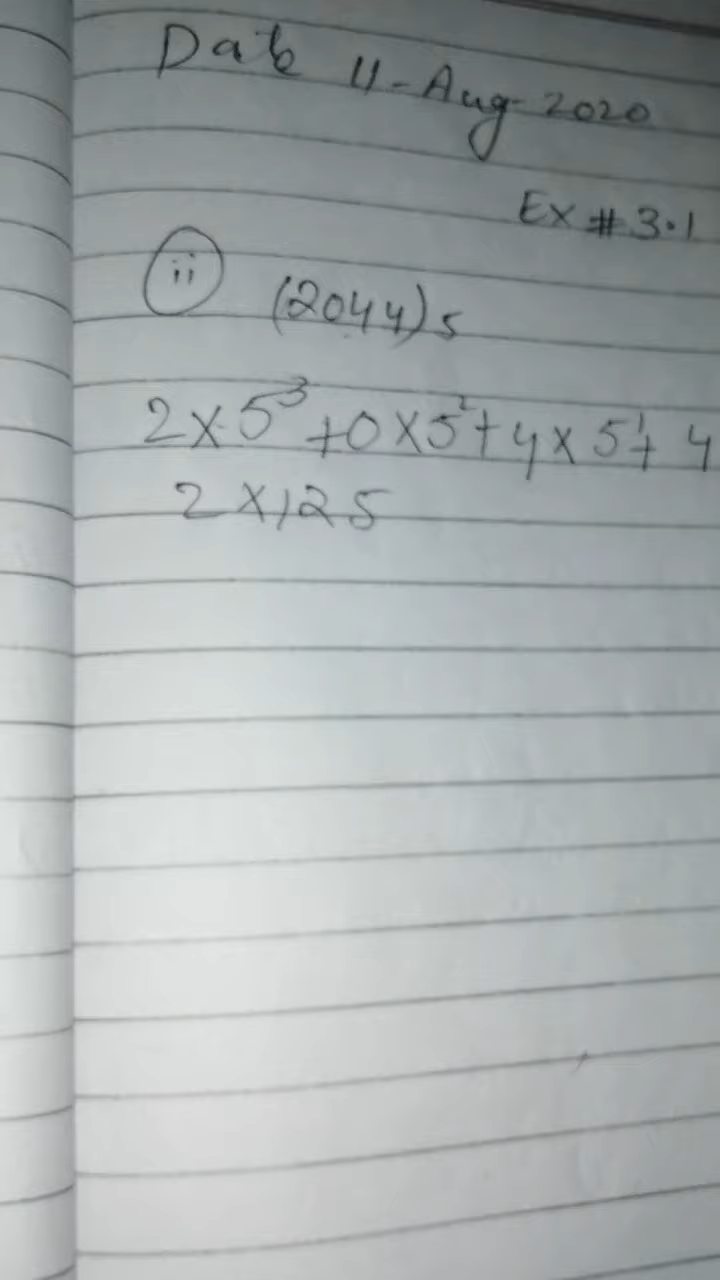 Date 11-Aug-2020
Ex # 3.1
ii (2044)₅
2×5³+0×5²+4×5¹+4
2×125